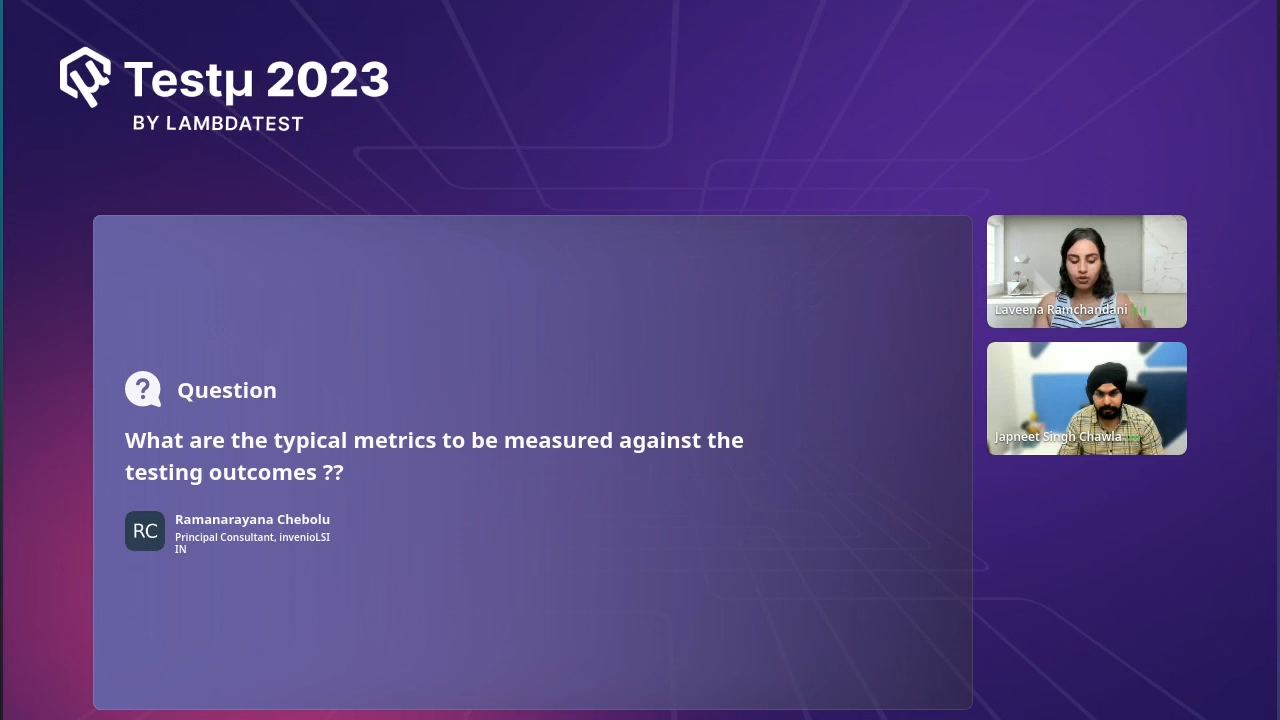 Testµ 2023
BY LAMBDATEST
Question
What are the typical metrics to be measured against the
testing outcomes ??
RC
Ramanarayana Chebolu
Principal Consultant, invenioLSI
IN
Laveena Ramchandani
Japneet Singh Chawla